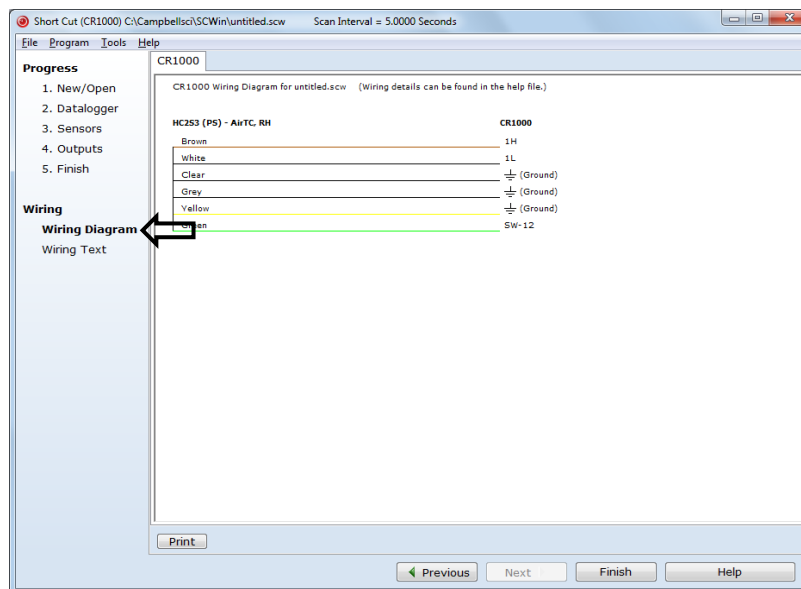 Short Cut (CR1000) C:\Campbellsci\SCWin\untitled.scw Scan Interval = 5.0000 Seconds
File Program Tools Help
Progress
1. New/Open
2. Datalogger
3. Sensors
4. Outputs
5. Finish
Wiring
Wiring Diagram
Wiring Text
CR1000
CR1000 Wiring Diagram for untitled.scw (Wiring details can be found in the help file.)
HC2S3 (PS) - AirTC, RH CR1000
Brown 1H
White 1L
Clear (Ground)
Grey (Ground)
Yellow (Ground)
Green SW-12
Print
Previous Next Finish Help